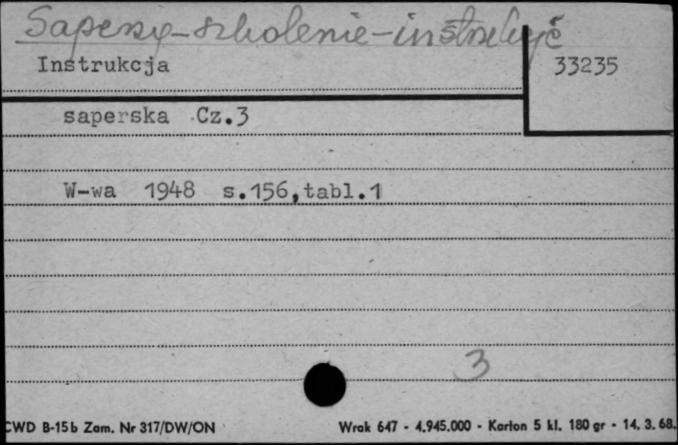 Sapersy - szkolenie - instrukcje
Instrukcja 33235
saperska Cz.3
W-wa 1948 s.156,tabl.1
3
CWD B-15b Zam. Nr 317/DW/ON Wrak 647 - 4.945.000 - Karton 5 kl. 180 gr - 14. 3. 68.